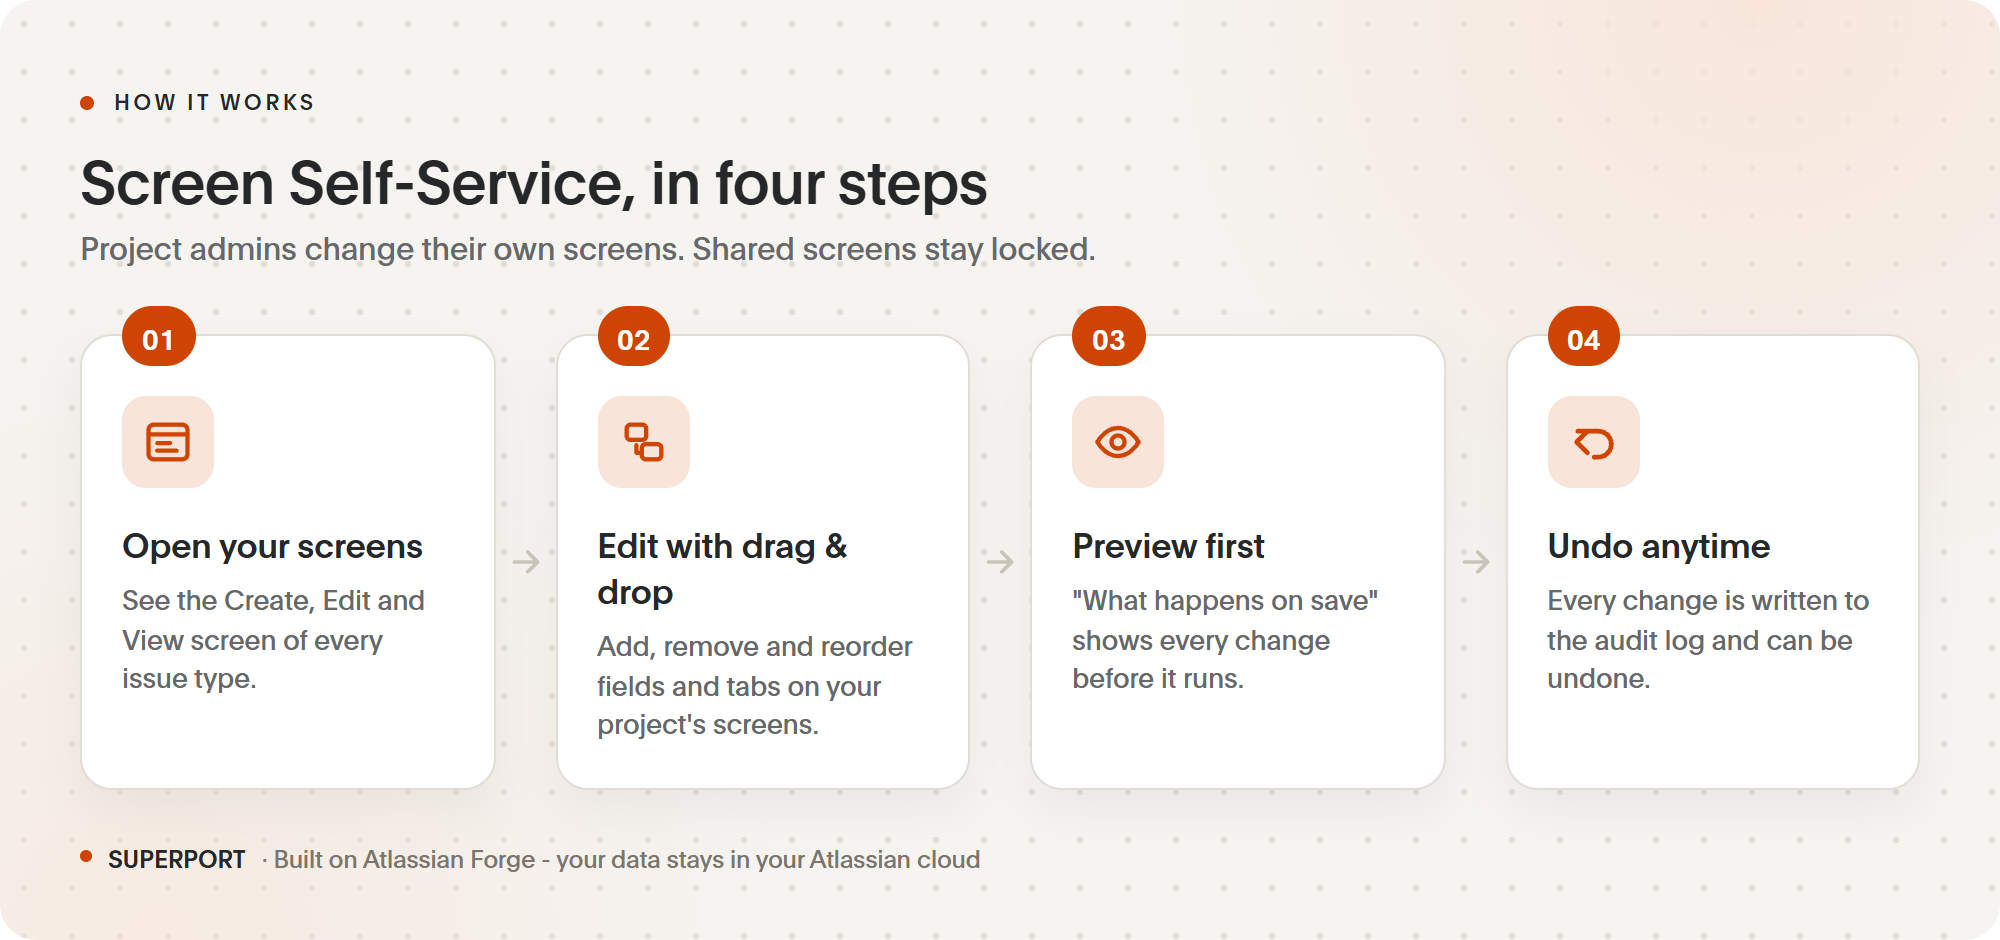 HOW IT WORKS
Screen Self-Service, in four steps
Project admins change their own screens. Shared screens stay locked.
01
Open your screens
See the Create, Edit and
View screen of every
issue type.
02
Edit with drag &
drop
Add, remove and reorder
fields and tabs on your
project's screens.
03
Preview first
"What happens on save"
shows every change
before it runs.
04
Undo anytime
Every change is written to
the audit log and can be
undone.
SUPERPORT · Built on Atlassian Forge - your data stays in your Atlassian cloud